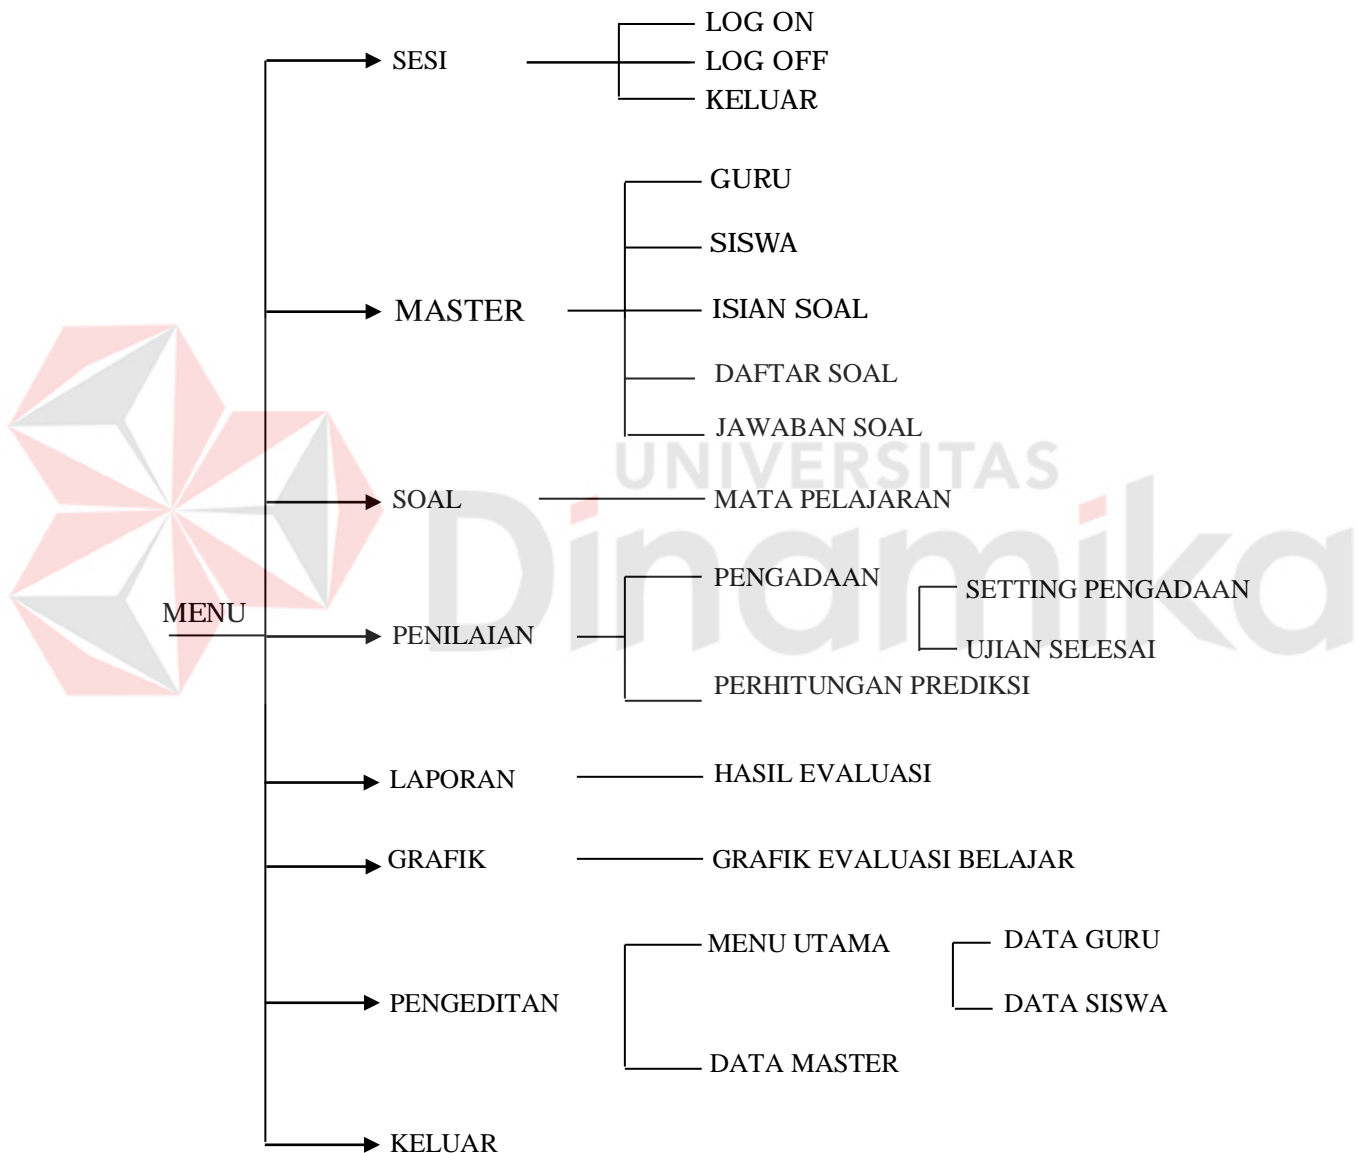 LOG ON
SESI
LOG OFF
KELUAR
GURU
SISWA
MASTER
ISIAN SOAL
DAFTAR SOAL
JAWABAN SOAL
UNIVERSITAS
Dinamika
SOAL
MATA PELAJARAN
PENGADAAN
SETTING PENGADAAN
MENU
PENILAIAN
UJIAN SELESAI
PERHITUNGAN PREDIKSI
LAPORAN
HASIL EVALUASI
GRAFIK
GRAFIK EVALUASI BELAJAR
MENU UTAMA
DATA GURU
PENGEDITAN
DATA SISWA
DATA MASTER
KELUAR